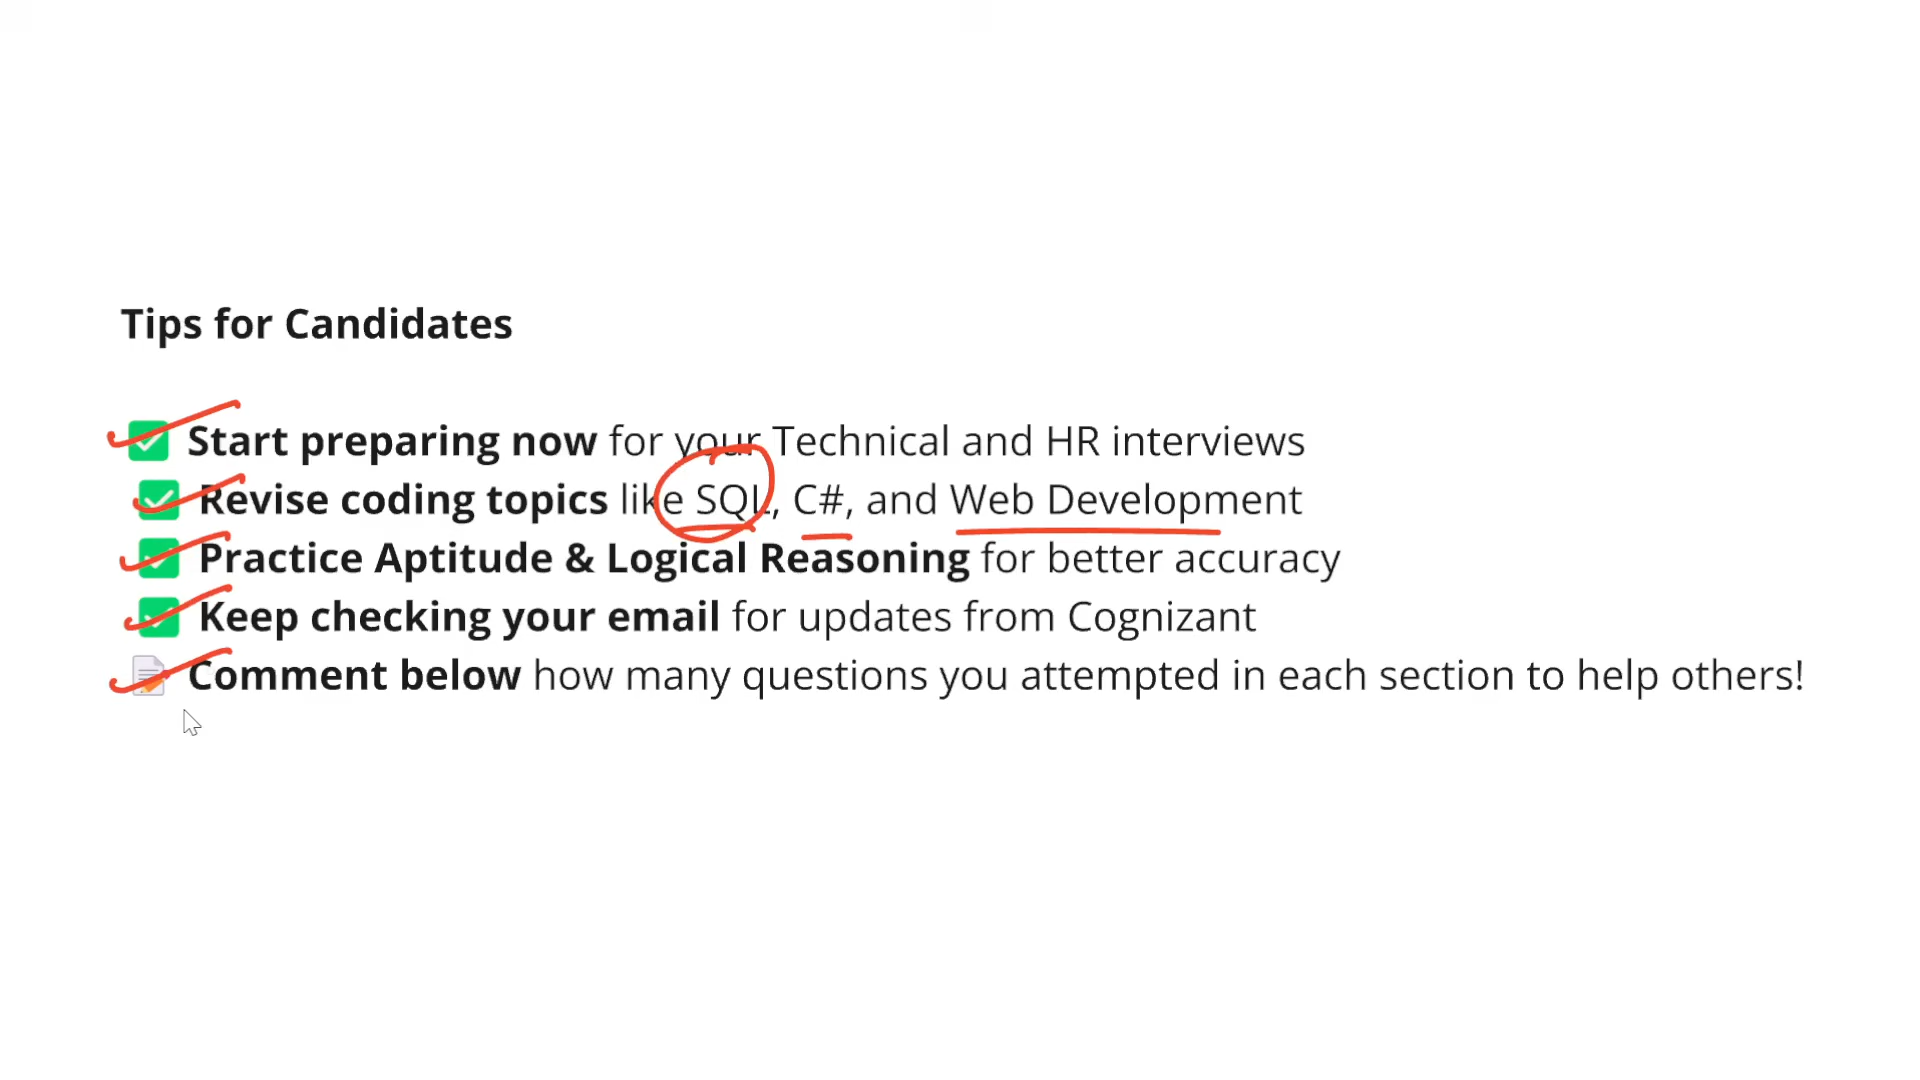 Tips for Candidates
✅ Start preparing now for your Technical and HR interviews
✅ Revise coding topics like SQL, C#, and Web Development
✅ Practice Aptitude & Logical Reasoning for better accuracy
✅ Keep checking your email for updates from Cognizant
📝 Comment below how many questions you attempted in each section to help others!